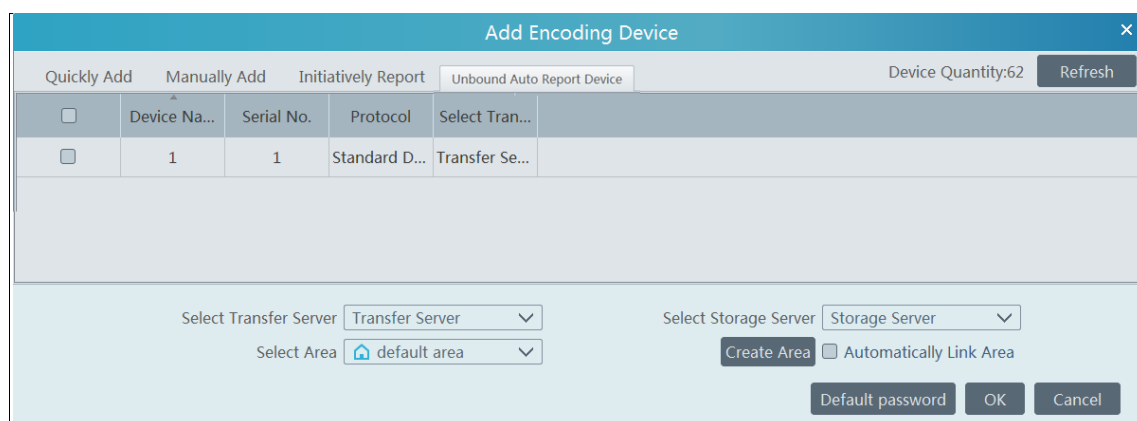 Add Encoding Device
Quickly Add Manually Add Initiatively Report Unbound Auto Report Device Device Quantity:62 Refresh
Device Na... Serial No. Protocol Select Tran...
1 1 Standard D... Transfer Se...
Select Transfer Server Transfer Server Select Storage Server Storage Server
Select Area default area Create Area Automatically Link Area
Default password OK Cancel